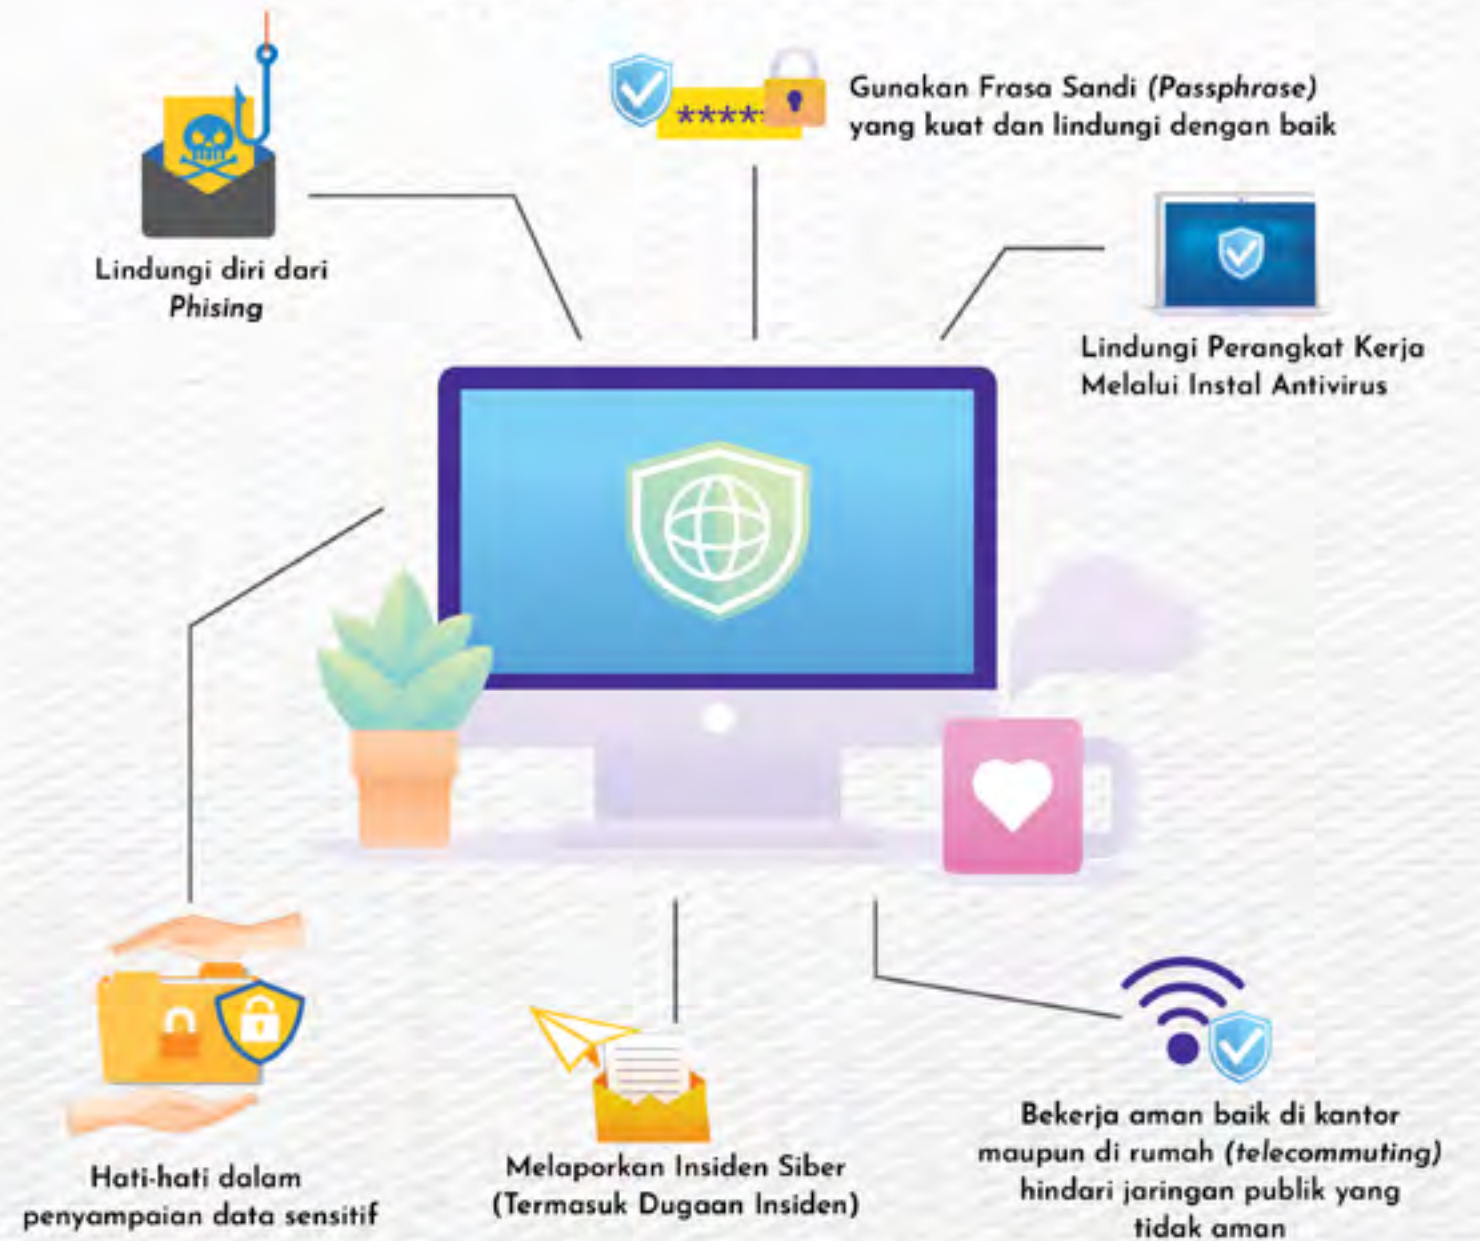 Gunakan Frasa Sandi (Passphrase)
yang kuat dan lindungi dengan baik
*****
Lindungi diri dari
Phising
Lindungi Perangkat Kerja
Melalui Instal Antivirus
Hati-hati dalam
penyampaian data sensitif
Melaporkan Insiden Siber
(Termasuk Dugaan Insiden)
Bekerja aman baik di kantor
maupun di rumah (telecommuting)
hindari jaringan publik yang
tidak aman